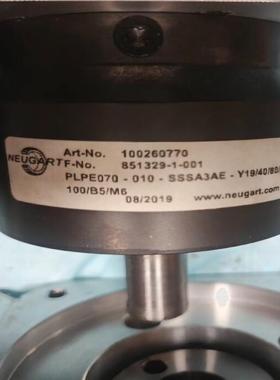 NEUGART
Art-No. 100260770
F-No. 851329-1-001
PLPE070 - 010 - SSSA3AE - Y19/40/80/
100/B5/M6
08/2019 www.neugart.com